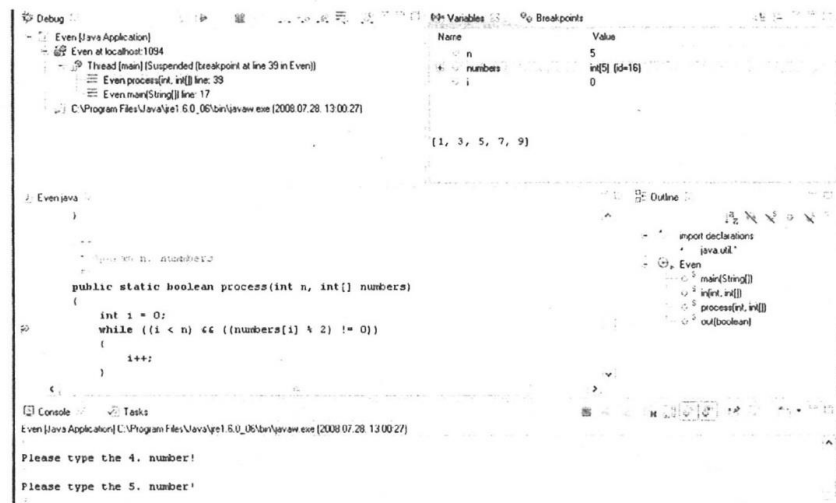 Debug
Even [Java Application]
Even at localhost:1094
Thread [main] (Suspended (breakpoint at line 39 in Even))
Even.process(int, int[]) line: 39
Even.main(String[]) line: 17
C:\Program Files\Java\jre1.6.0_06\bin\javaw.exe (2008.07.28. 13:00:27)
Variables
Breakpoints
Name Value
n 5
numbers int[5] (id=16)
i 0
[1, 3, 5, 7, 9]
Even.java
}
n, numbers
public static boolean process(int n, int[] numbers)
{
int i = 0;
while ((i < n) && ((numbers[i] % 2) != 0))
{
i++;
}
Outline
import declarations
java.util.*
Even
main(String[])
in(int, int[])
process(int, int[])
out(boolean)
Console
Tasks
Even [Java Application] C:\Program Files\Java\jre1.6.0_06\bin\javaw.exe (2008.07.28. 13:00:27)
Please type the 4. number!
Please type the 5. number!